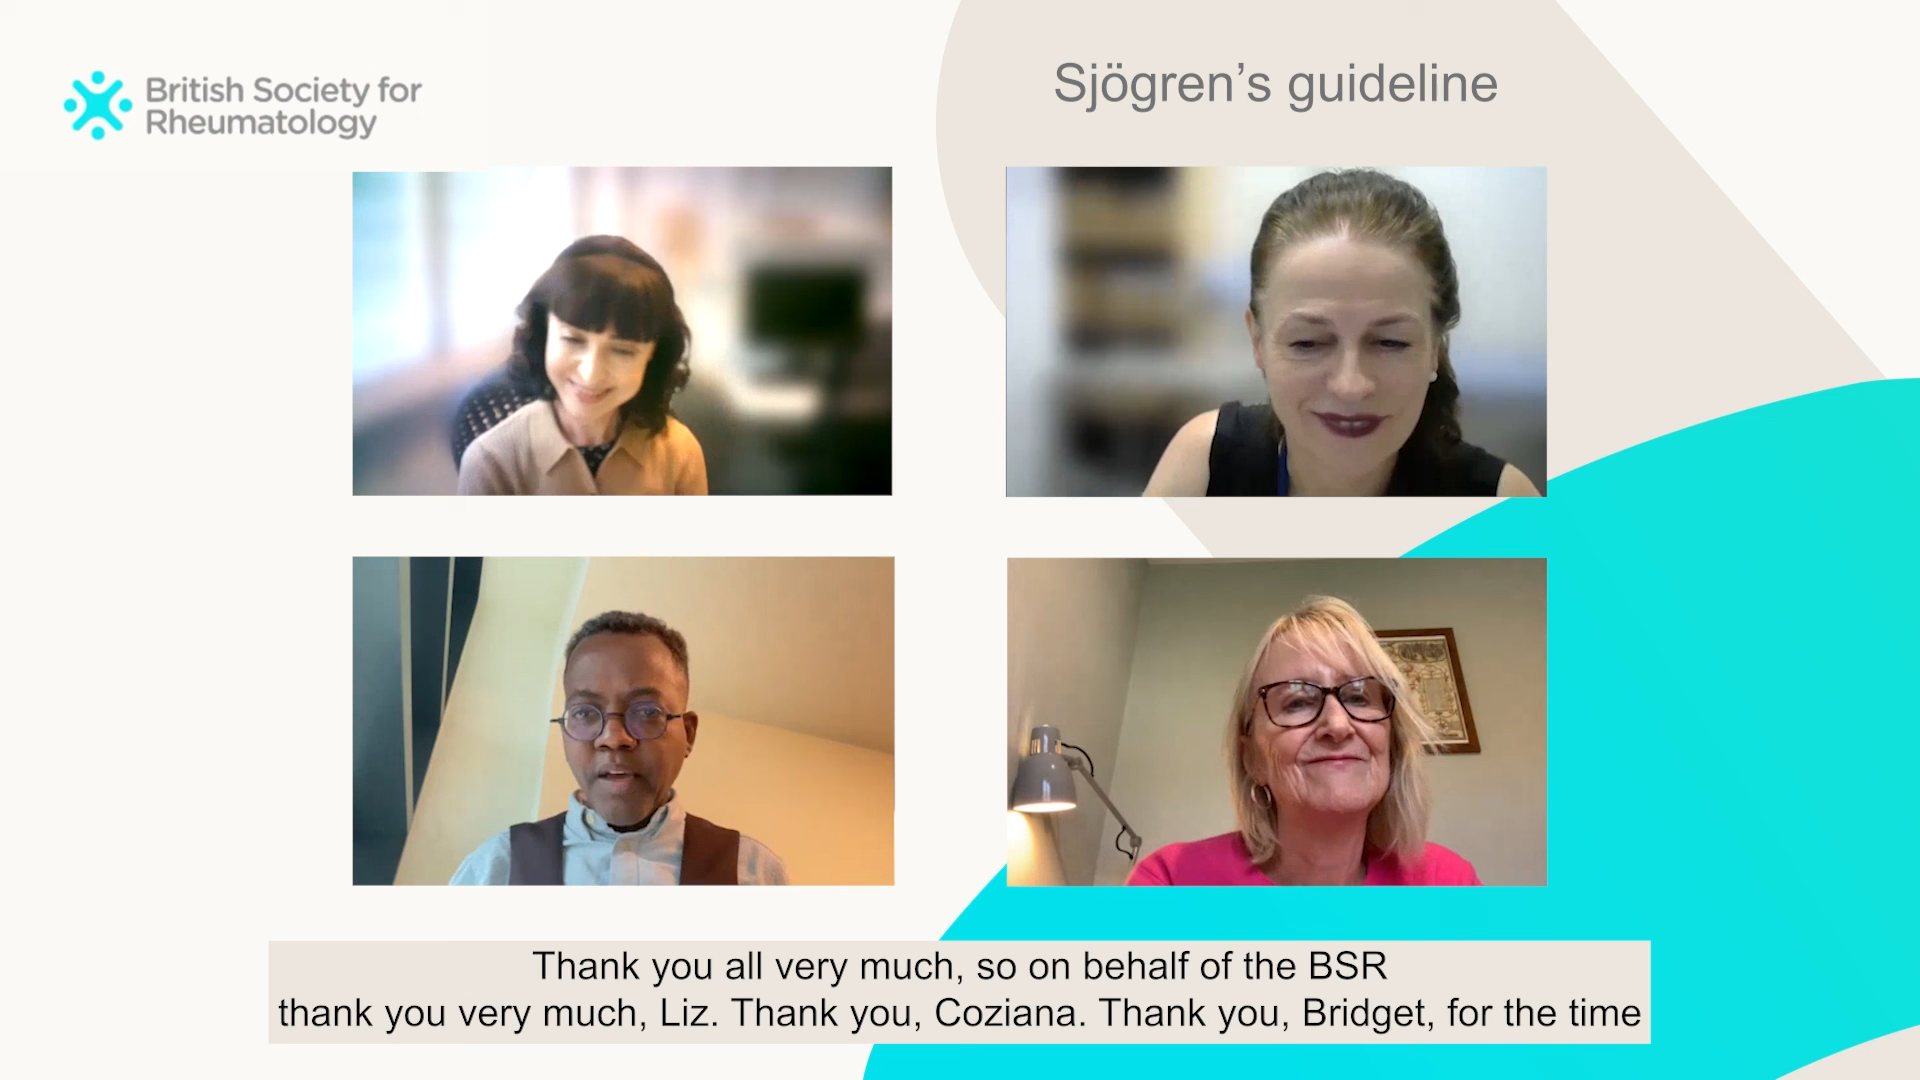 British Society for
Rheumatology
Sjögren’s guideline
Thank you all very much, so on behalf of the BSR
thank you very much, Liz. Thank you, Coziana. Thank you, Bridget, for the time